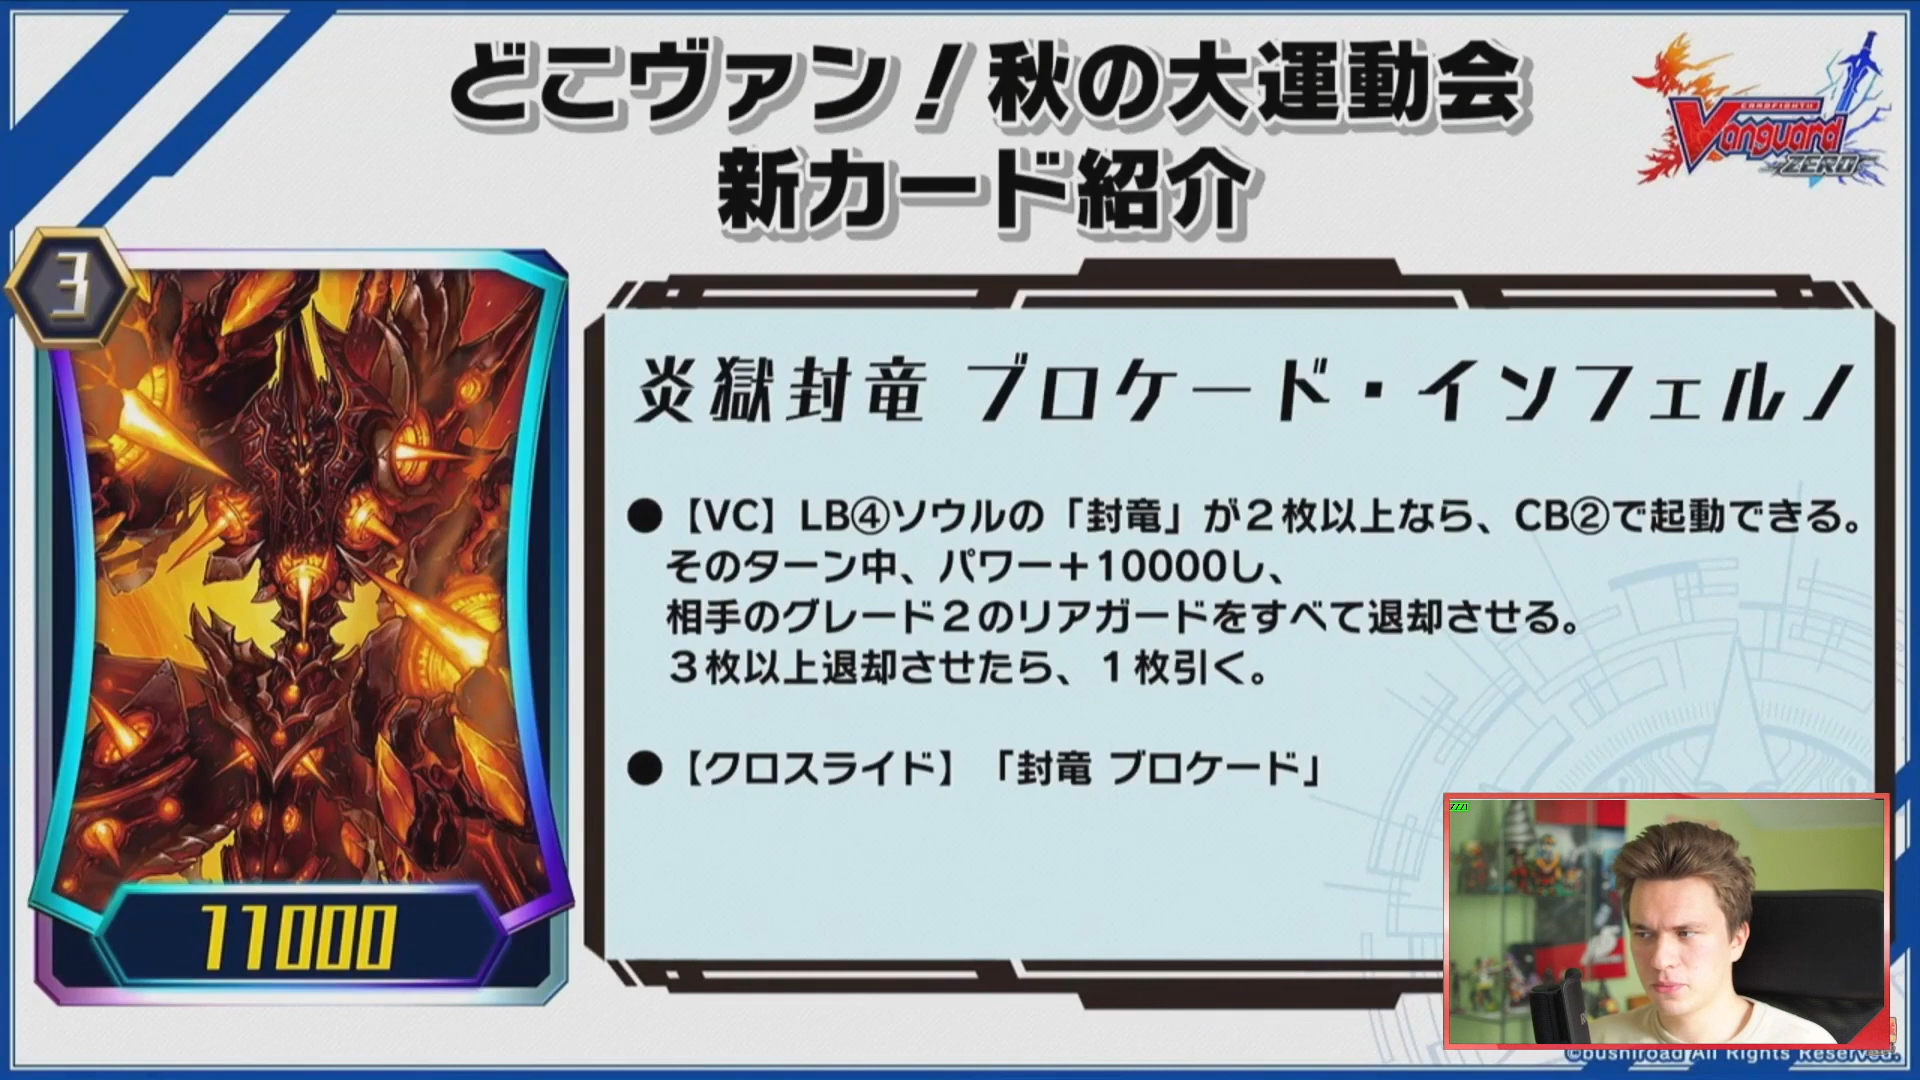 どこヴァン！秋の大運動会
新カード紹介
CARDFIGHT!!
Vanguard
ZERO
3
炎獄封竜 ブロケード・インフェルノ
●【VC】LB④ソウルの「封竜」が２枚以上なら、CB②で起動できる。
そのターン中、パワー＋10000し、
相手のグレード２のリアガードをすべて退却させる。
３枚以上退却させたら、１枚引く。
●【クロスライド】「封竜 ブロケード」
11000
©bushiroad All Rights Reserved.